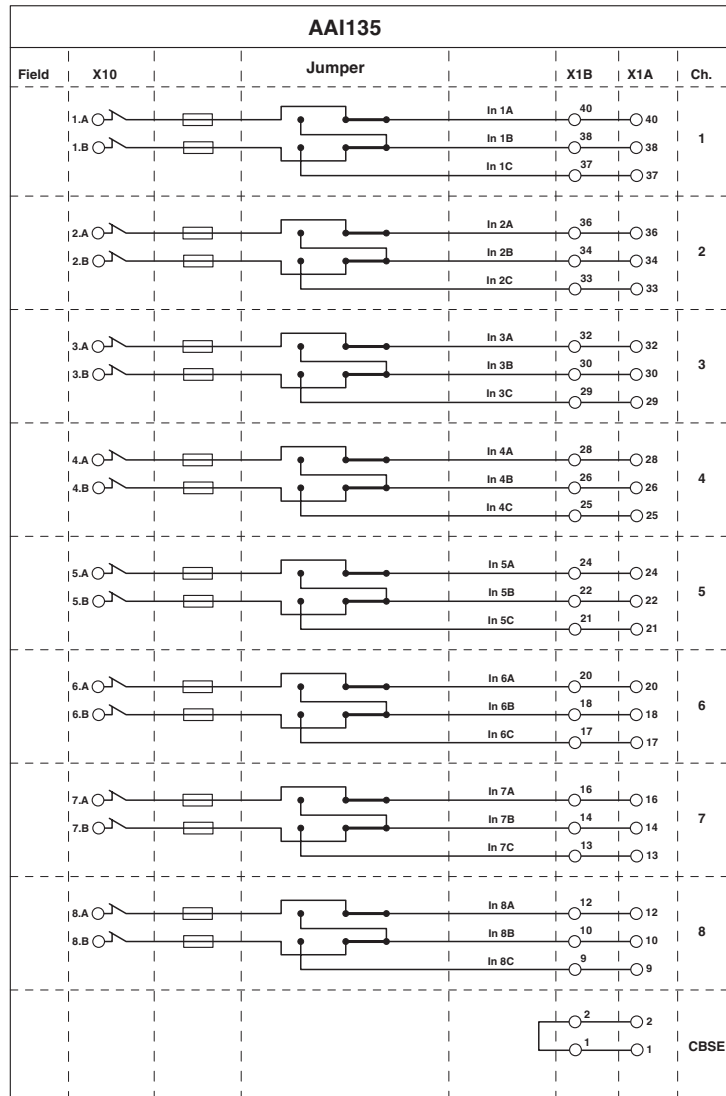 AAI135
Field X10 Jumper X1B X1A Ch.
1.A In 1A 40 40
1.B In 1B 38 38 1
In 1C 37 37
2.A In 2A 36 36
2.B In 2B 34 34 2
In 2C 33 33
3.A In 3A 32 32
3.B In 3B 30 30 3
In 3C 29 29
4.A In 4A 28 28
4.B In 4B 26 26 4
In 4C 25 25
5.A In 5A 24 24
5.B In 5B 22 22 5
In 5C 21 21
6.A In 6A 20 20
6.B In 6B 18 18 6
In 6C 17 17
7.A In 7A 16 16
7.B In 7B 14 14 7
In 7C 13 13
8.A In 8A 12 12
8.B In 8B 10 10 8
In 8C 9 9
2 2
1 1 CBSE